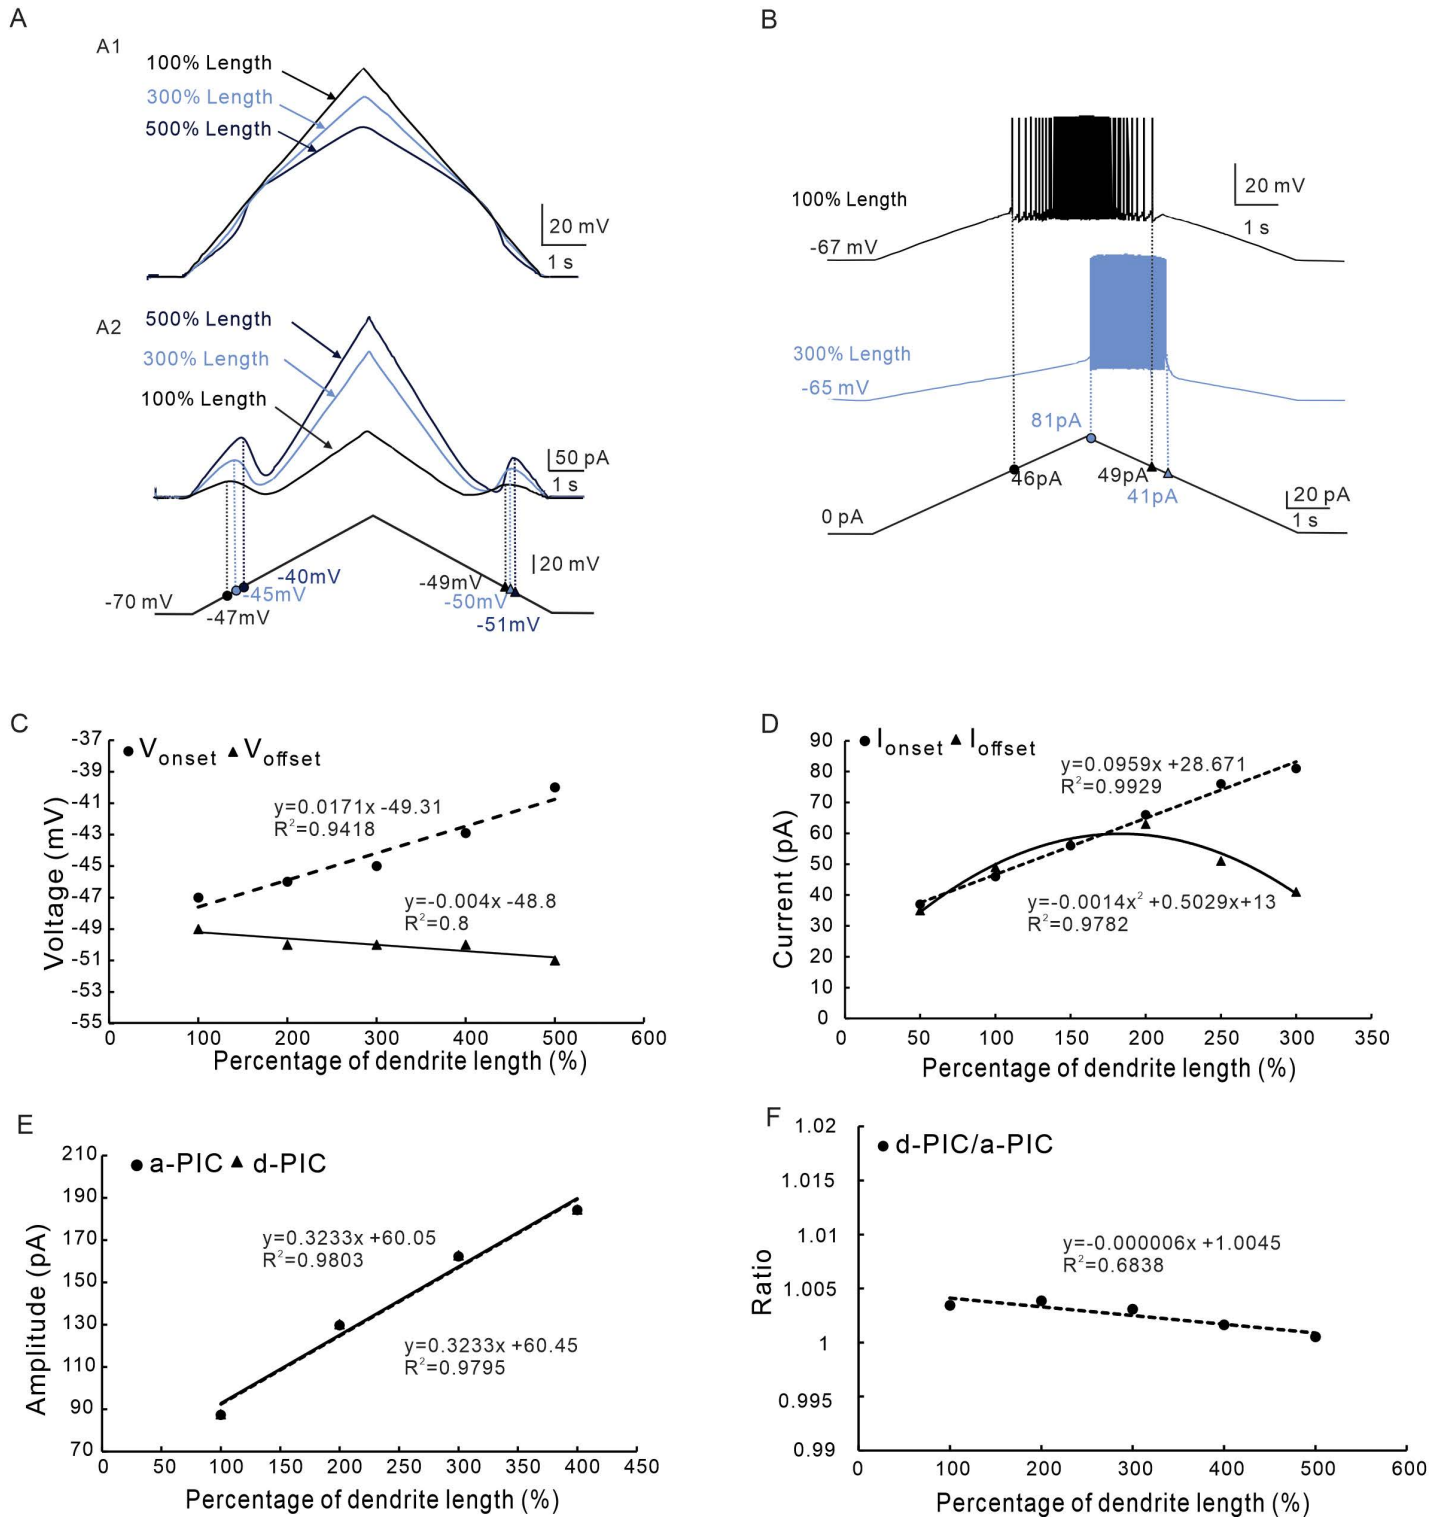 A
A1
100% Length
300% Length
500% Length
20 mV
1 s
A2
500% Length
300% Length
100% Length
50 pA
1 s
20 mV
-70 mV
-47mV
-45mV
-40mV
-49mV
-50mV
-51mV
B
100% Length
-67 mV
20 mV
1 s
300% Length
-65 mV
81pA
46pA
49pA
41pA
0 pA
20 pA
1 s
C
Vonset Voffset
y=0.0171x -49.31
R²=0.9418
y=-0.004x -48.8
R²=0.8
Voltage (mV)
-37
-39
-41
-43
-45
-47
-49
-51
-53
-55
0 100 200 300 400 500 600
Percentage of dendrite length (%)
D
Ionset Ioffset
y=0.0959x +28.671
R²=0.9929
y=-0.0014x² +0.5029x+13
R²=0.9782
Current (pA)
90
80
70
60
50
40
30
20
10
0
0 50 100 150 200 250 300 350
Percentage of dendrite length (%)
E
a-PIC d-PIC
y=0.3233x +60.05
R²=0.9803
y=0.3233x +60.45
R²=0.9795
Amplitude (pA)
210
190
170
150
130
110
90
70
0 50 100 150 200 250 300 350 400 450
Percentage of dendrite length (%)
F
d-PIC/a-PIC
y=-0.000006x +1.0045
R²=0.6838
Ratio
1.02
1.015
1.01
1.005
1
0.995
0.99
0 100 200 300 400 500 600
Percentage of dendrite length (%)